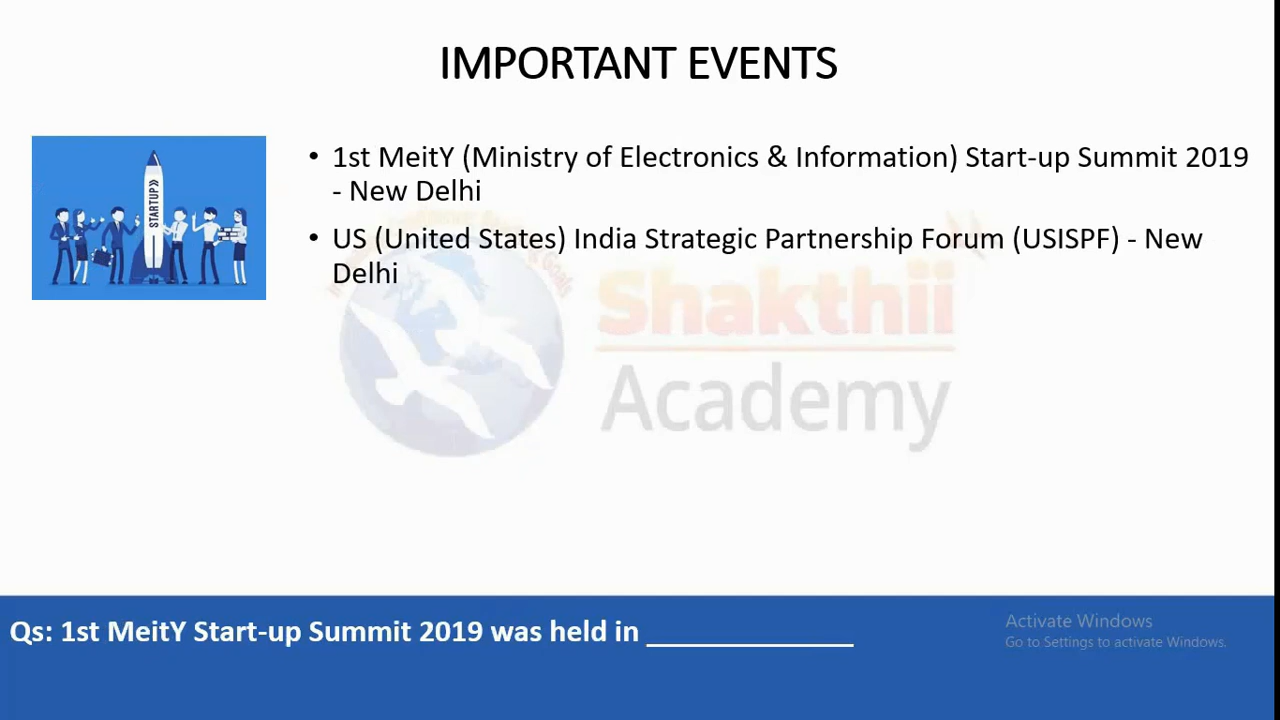 IMPORTANT EVENTS
STARTUP
• 1st MeitY (Ministry of Electronics & Information) Start-up Summit 2019
- New Delhi
• US (United States) India Strategic Partnership Forum (USISPF) - New
Delhi
Goals
Shakthii
Academy
Qs: 1st MeitY Start-up Summit 2019 was held in ______________
Activate Windows
Go to Settings to activate Windows.